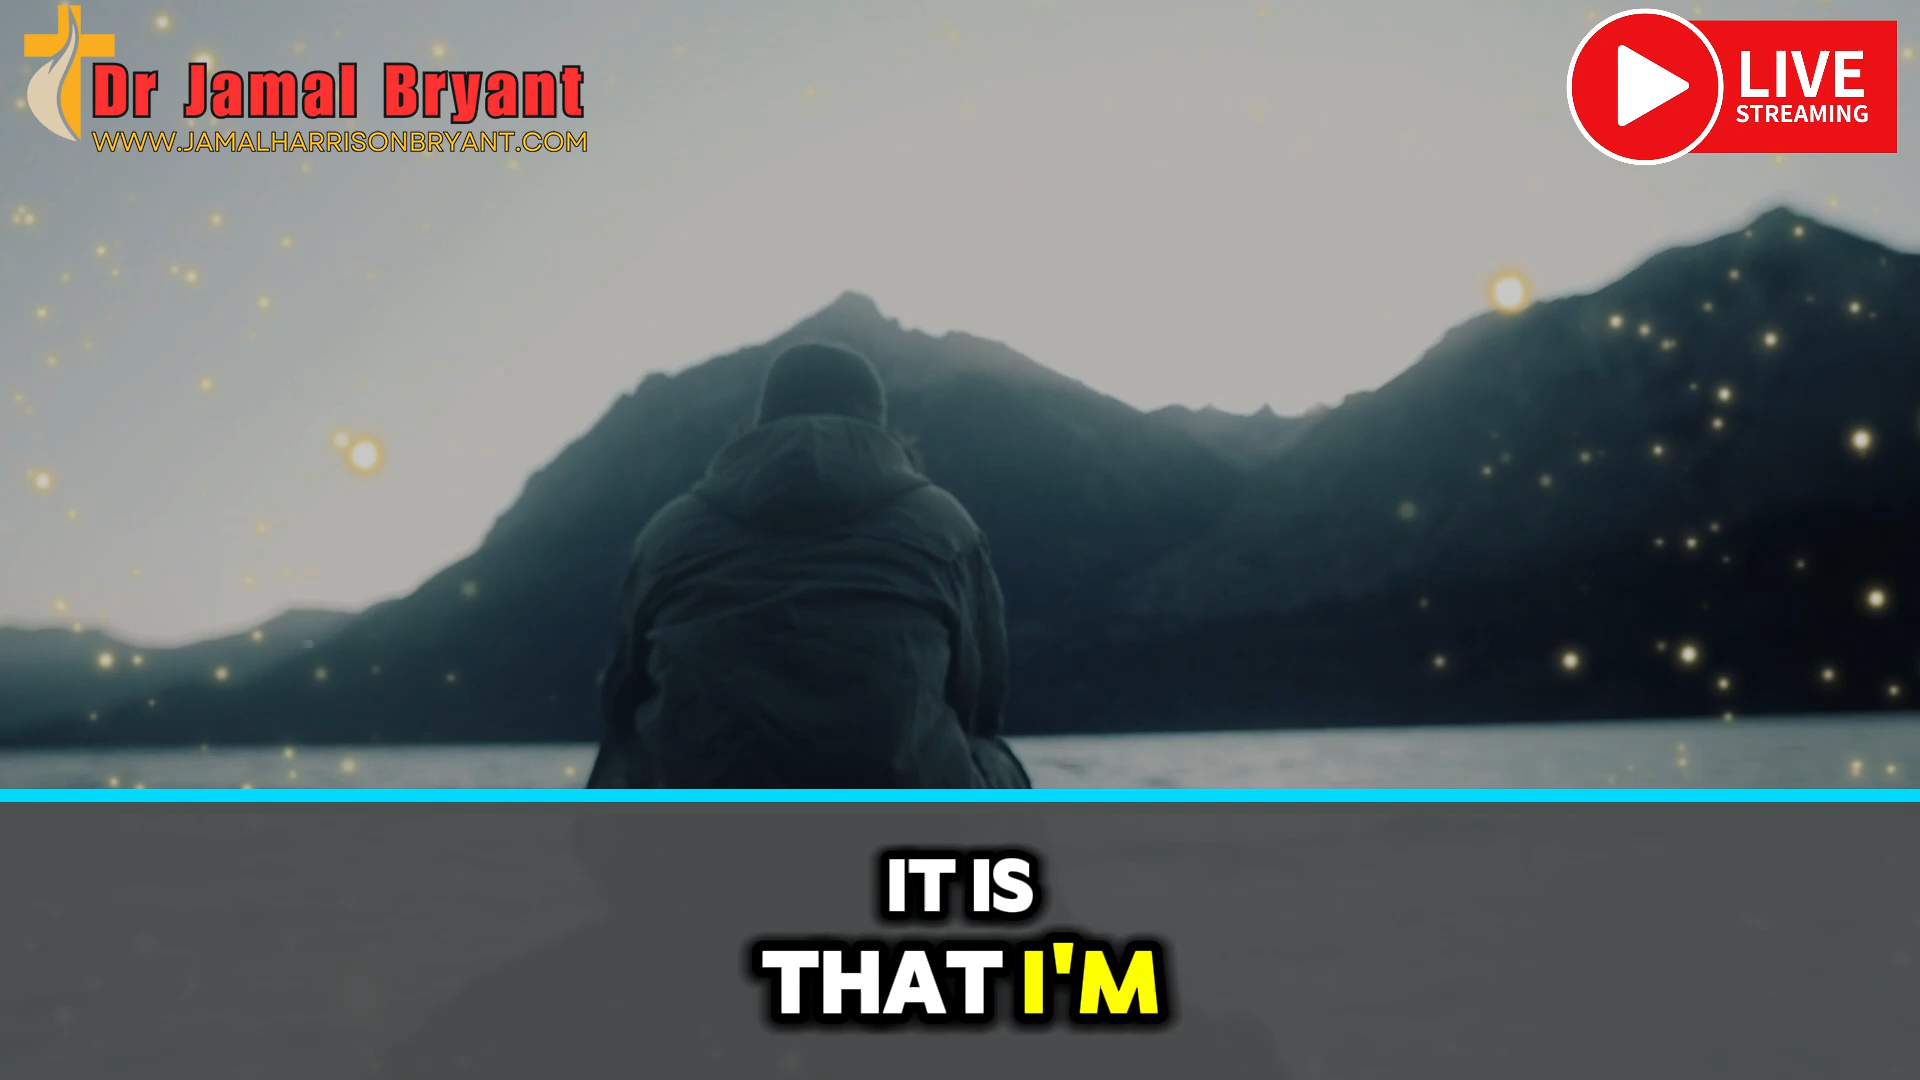 Dr Jamal Bryant
WWW.JAMALHARRISONBRYANT.COM
LIVE
STREAMING
IT IS
THAT I'M